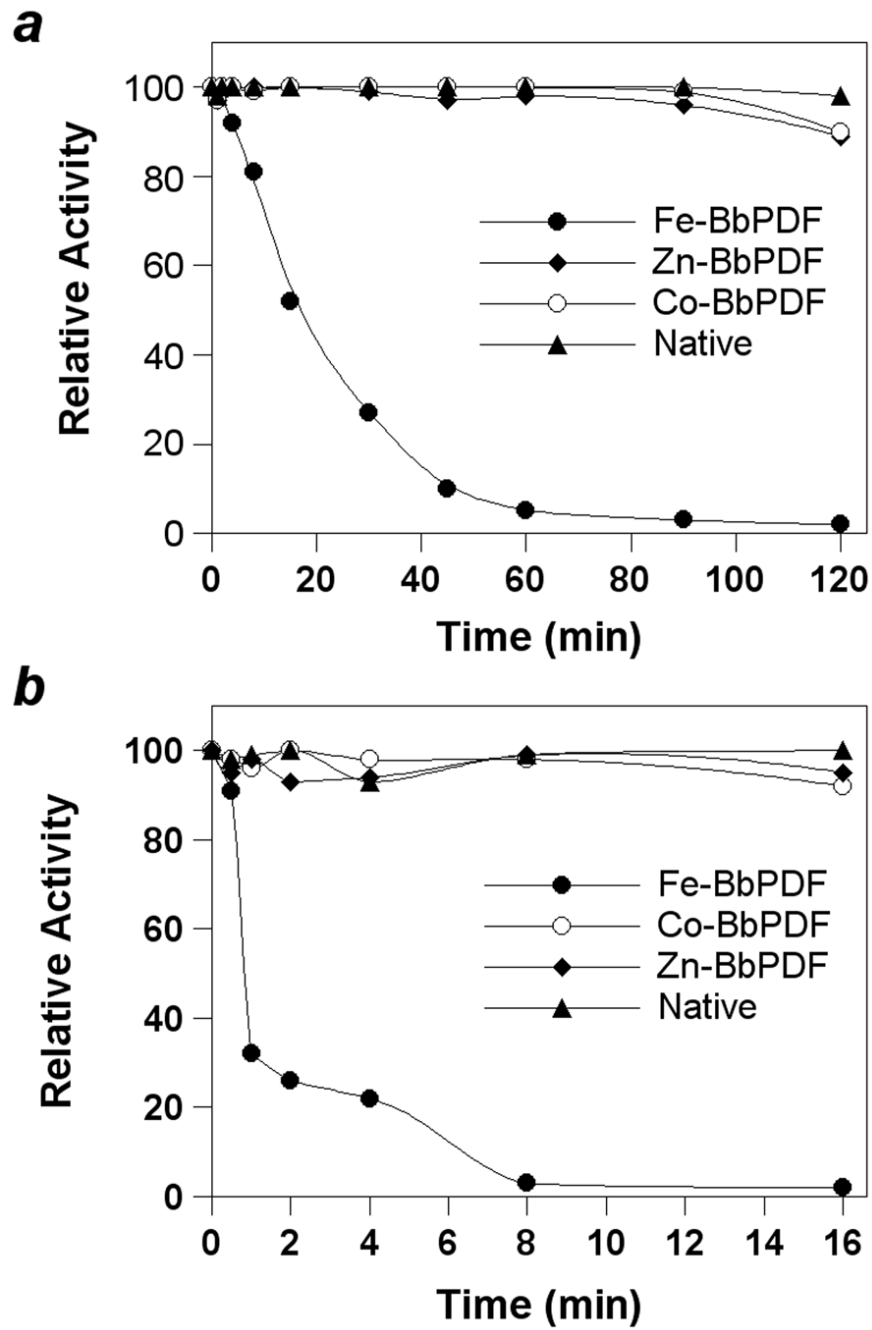 a
Relative Activity
100
80
60
40
20
0
Fe-BbPDF
Zn-BbPDF
Co-BbPDF
Native
0 20 40 60 80 100 120
Time (min)
b
Relative Activity
100
80
60
40
20
0
Fe-BbPDF
Co-BbPDF
Zn-BbPDF
Native
0 2 4 6 8 10 12 14 16
Time (min)